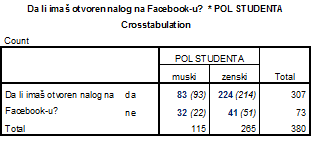 Da li imaš otvoren nalog na Facebook-u? * POL STUDENTA
Crosstabulation
Count
POL STUDENTA
muski zenski Total
Da li imaš otvoren nalog na da 83 (93) 224 (214) 307
Facebook-u? ne 32 (22) 41 (51) 73
Total 115 265 380